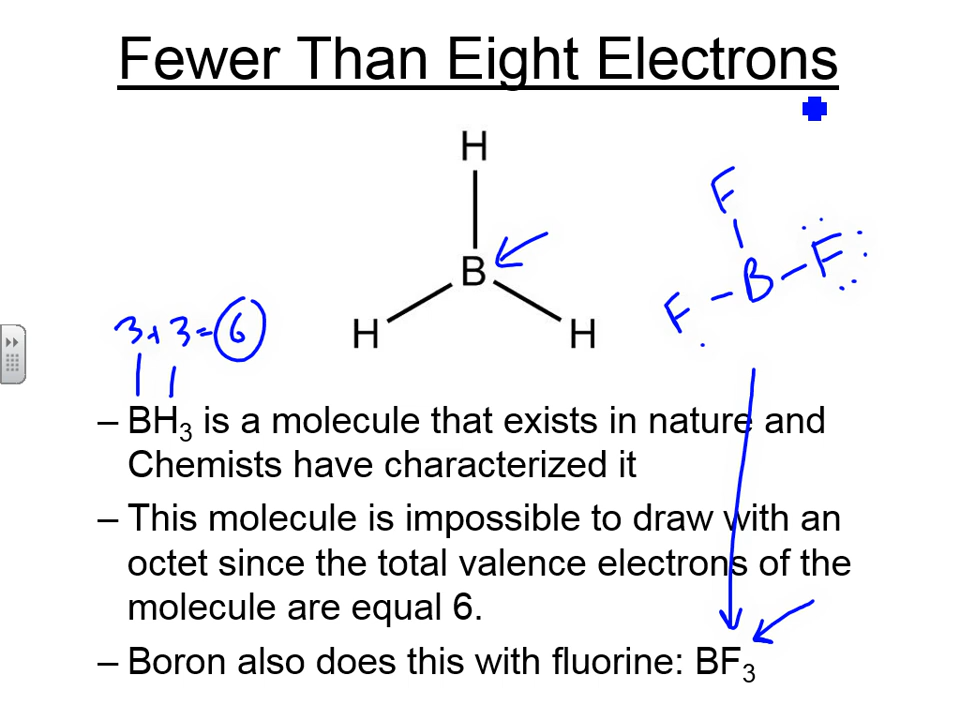 Fewer Than Eight Electrons
H
B
H
H
F
B
F
F
3+3=6
– BH₃ is a molecule that exists in nature and
Chemists have characterized it
– This molecule is impossible to draw with an
octet since the total valence electrons of the
molecule are equal 6.
– Boron also does this with fluorine: BF₃